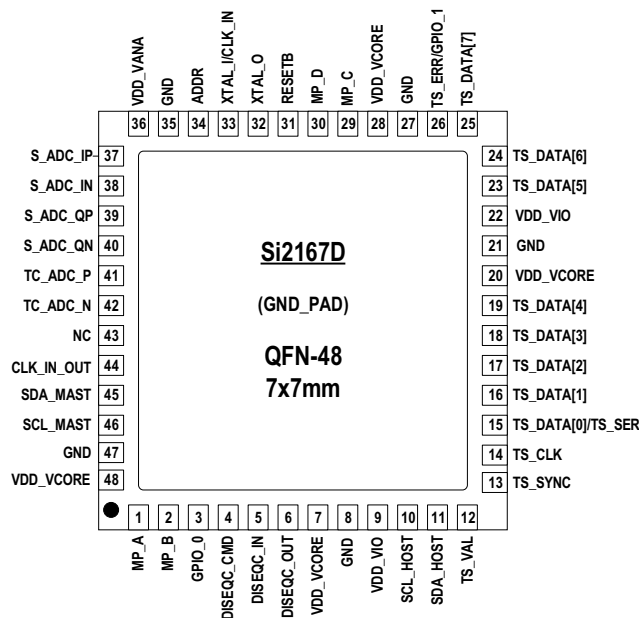 VDD_VANA
GND
ADDR
XTAL_I/CLK_IN
XTAL_O
RESETB
MP_D
MP_C
VDD_VCORE
GND
TS_ERR/GPIO_1
TS_DATA[7]
36 35 34 33 32 31 30 29 28 27 26 25
S_ADC_IP 37
S_ADC_IN 38
S_ADC_QP 39
S_ADC_QN 40
TC_ADC_P 41
TC_ADC_N 42
NC 43
CLK_IN_OUT 44
SDA_MAST 45
SCL_MAST 46
GND 47
VDD_VCORE 48
Si2167D
(GND_PAD)
QFN-48
7x7mm
24 TS_DATA[6]
23 TS_DATA[5]
22 VDD_VIO
21 GND
20 VDD_VCORE
19 TS_DATA[4]
18 TS_DATA[3]
17 TS_DATA[2]
16 TS_DATA[1]
15 TS_DATA[0]/TS_SER
14 TS_CLK
13 TS_SYNC
1 2 3 4 5 6 7 8 9 10 11 12
MP_A
MP_B
GPIO_0
DISEQC_CMD
DISEQC_IN
DISEQC_OUT
VDD_VCORE
GND
VDD_VIO
SCL_HOST
SDA_HOST
TS_VAL